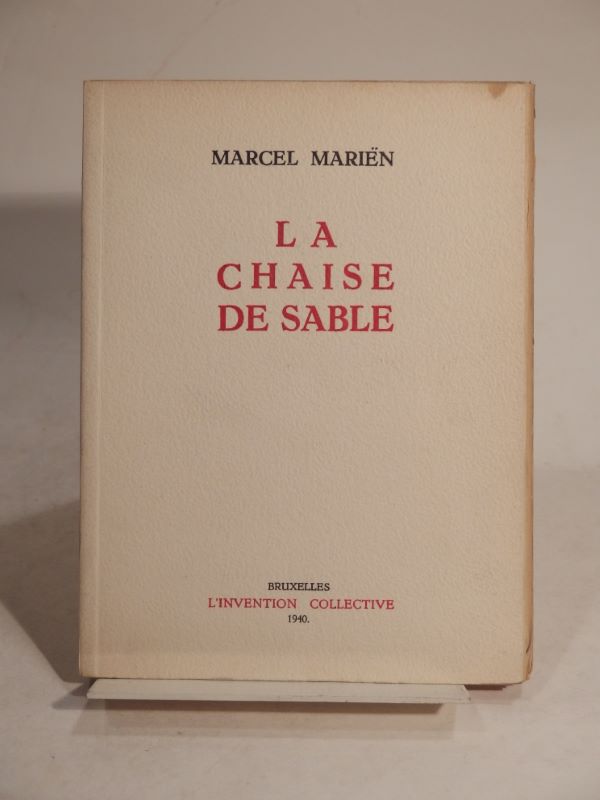 MARCEL MARIËN
LA
CHAISE
DE SABLE
BRUXELLES
L'INVENTION COLLECTIVE
1940.